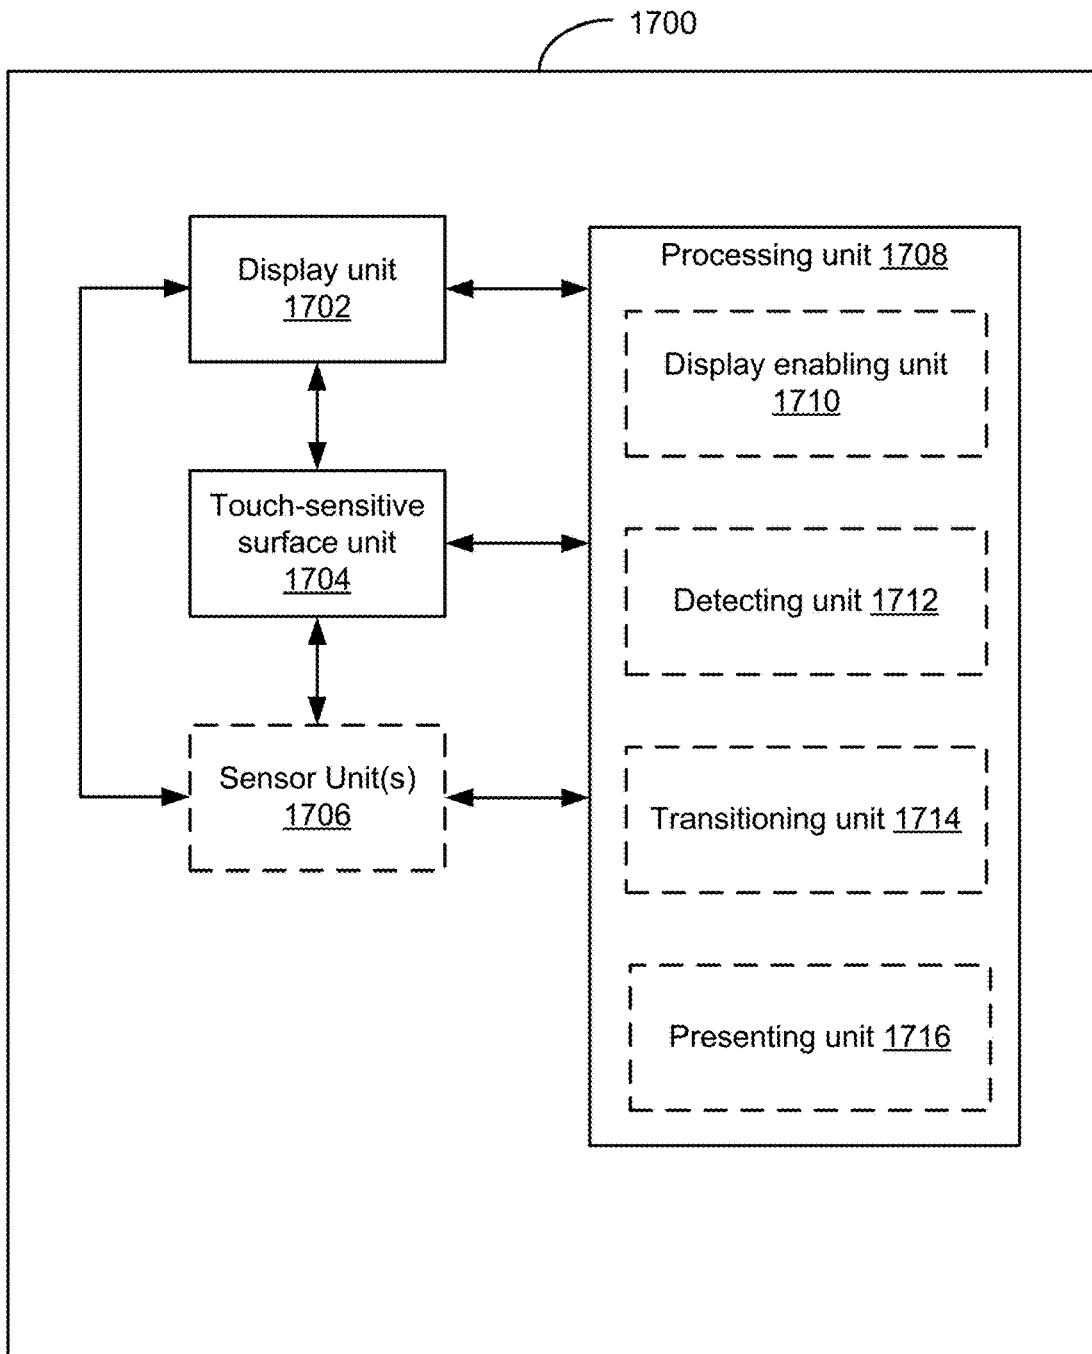 1700
Display unit
1702
Touch-sensitive
surface unit
1704
Sensor Unit(s)
1706
Processing unit 1708
Display enabling unit
1710
Detecting unit 1712
Transitioning unit 1714
Presenting unit 1716